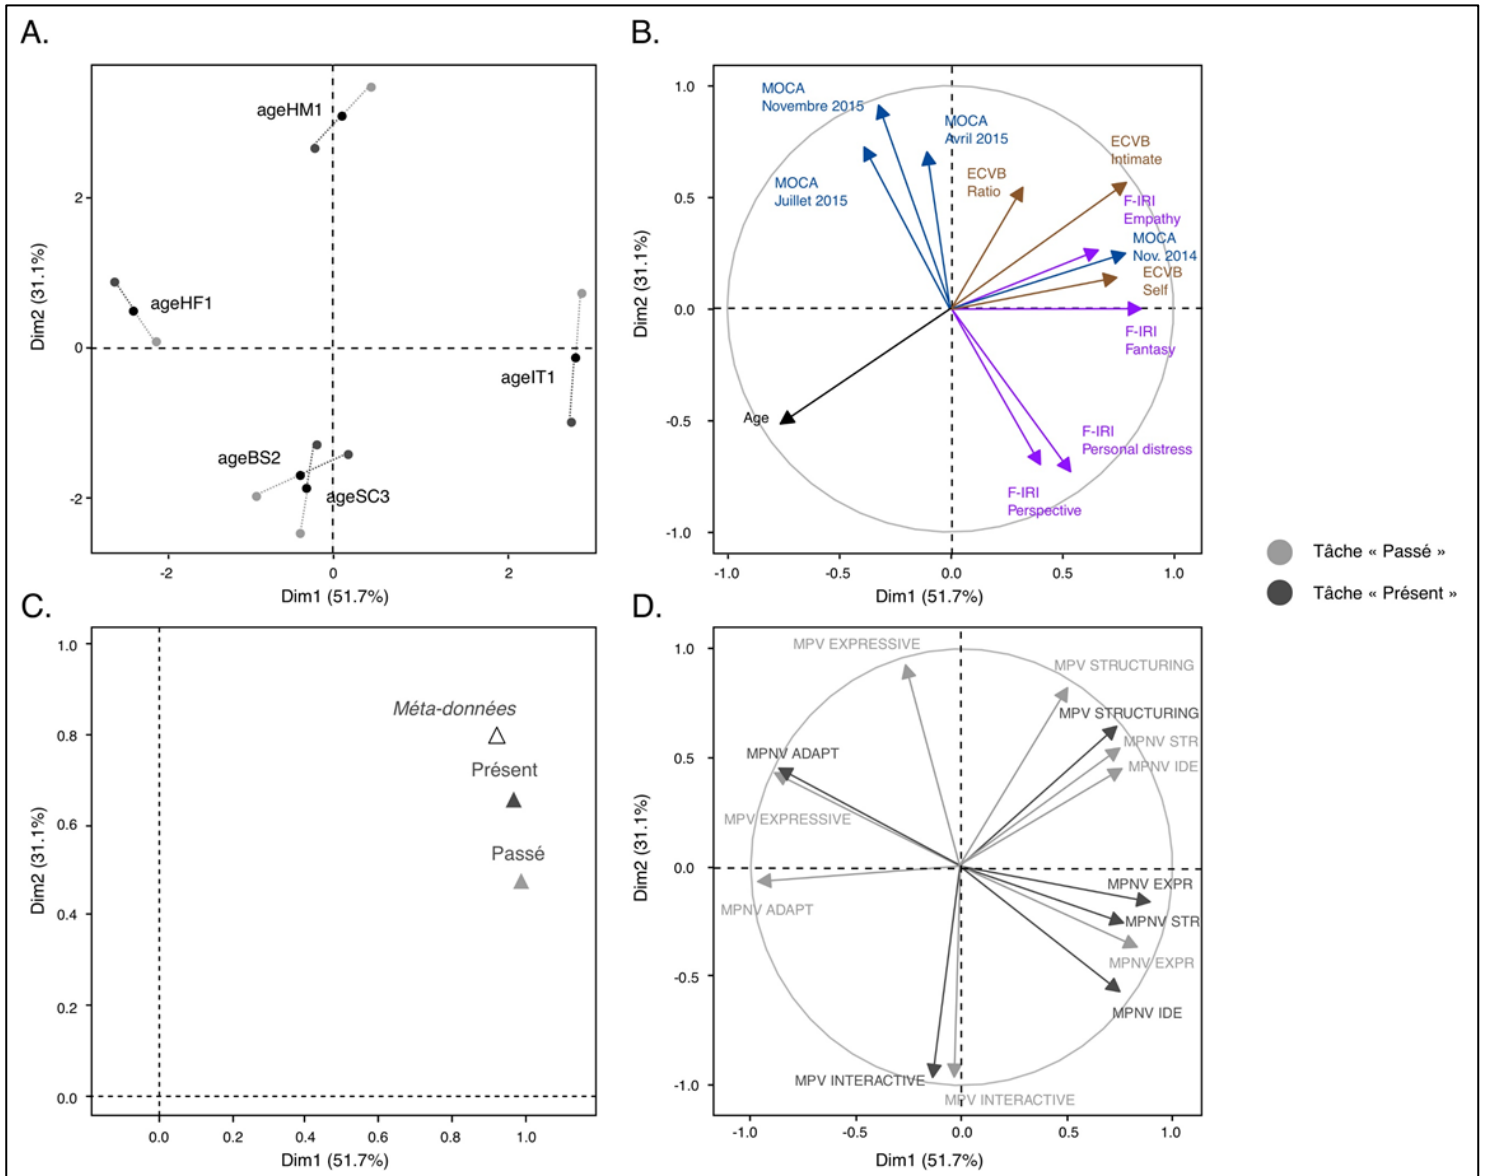 A.
ageHM1
ageHF1
ageIT1
ageBS2
ageSC3
2
0
-2
Dim2 (31.1%)
-2
0
2
Dim1 (51.7%)
B.
MOCA
Novembre 2015
MOCA
Avril 2015
MOCA
Juillet 2015
ECVB
Ratio
ECVB
Intimate
F-IRI
Empathy
MOCA
Nov. 2014
ECVB
Self
F-IRI
Fantasy
Age
F-IRI
Personal distress
F-IRI
Perspective
1.0
0.5
0.0
-0.5
-1.0
Dim2 (31.1%)
-1.0
-0.5
0.0
0.5
1.0
Dim1 (51.7%)
Tâche « Passé »
Tâche « Présent »
C.
Méta-données
Présent
Passé
1.0
0.8
0.6
0.4
0.2
0.0
Dim2 (31.1%)
0.0
0.2
0.4
0.6
0.8
1.0
Dim1 (51.7%)
D.
MPV EXPRESSIVE
MPV STRUCTURING
MPV STRUCTURING
MPNV STR
MPNV IDE
MPNV ADAPT
MPV EXPRESSIVE
MPNV ADAPT
MPNV EXPR
MPNV STR
MPNV EXPR
MPNV IDE
MPV INTERACTIVE
MPV INTERACTIVE
1.0
0.5
0.0
-0.5
-1.0
Dim2 (31.1%)
-1.0
-0.5
0.0
0.5
1.0
Dim1 (51.7%)